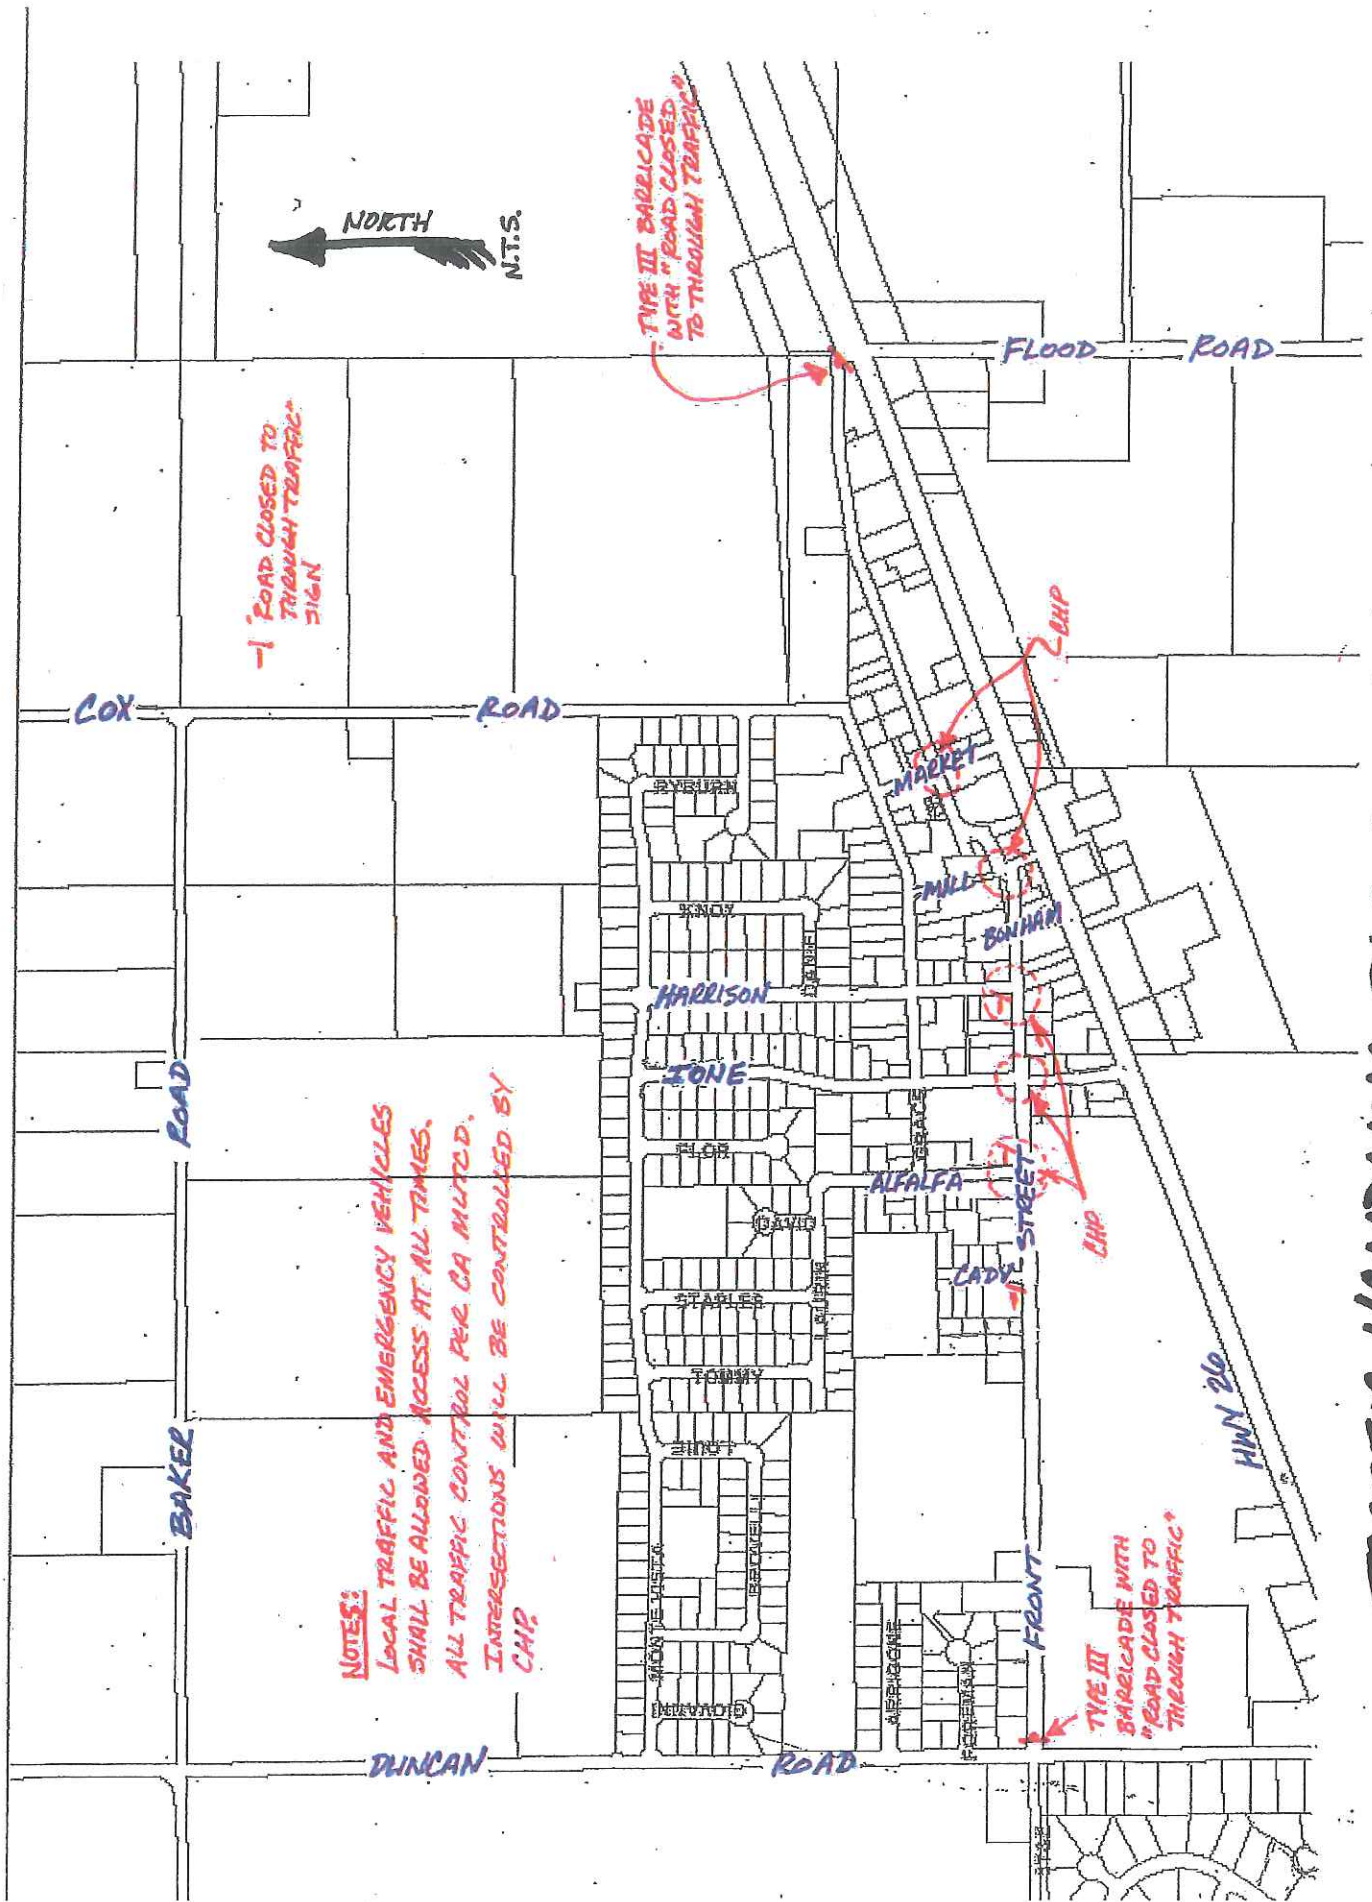 NORTH
N.T.S.
TYPE III BARRICADE
WITH "ROAD CLOSED
TO THROUGH TRAFFIC"
"ROAD CLOSED TO
THROUGH TRAFFIC"
SIGN
COX ROAD
FLOOD ROAD
BAKER ROAD
DUNCAN ROAD
NOTES:
LOCAL TRAFFIC AND EMERGENCY VEHICLES
SHALL BE ALLOWED ACCESS AT ALL TIMES.
ALL TRAFFIC CONTROL PER CA MUTCD.
INTERSECTIONS WILL BE CONTROLLED BY
CHP.
RYBURN
KNOX
HARRISON
IONE
FLOR
DAVID
STAPLES
TOMMY
LOUIE
MONTE VISTA
BROWELL
GIOVANNI
GRACE
ALFALFA
CADY
MARKET
MILL
BONHAM
CHP
CHP
FRONT STREET
HWY 26
TYPE III
BARRICADE WITH
"ROAD CLOSED TO
THROUGH TRAFFIC"